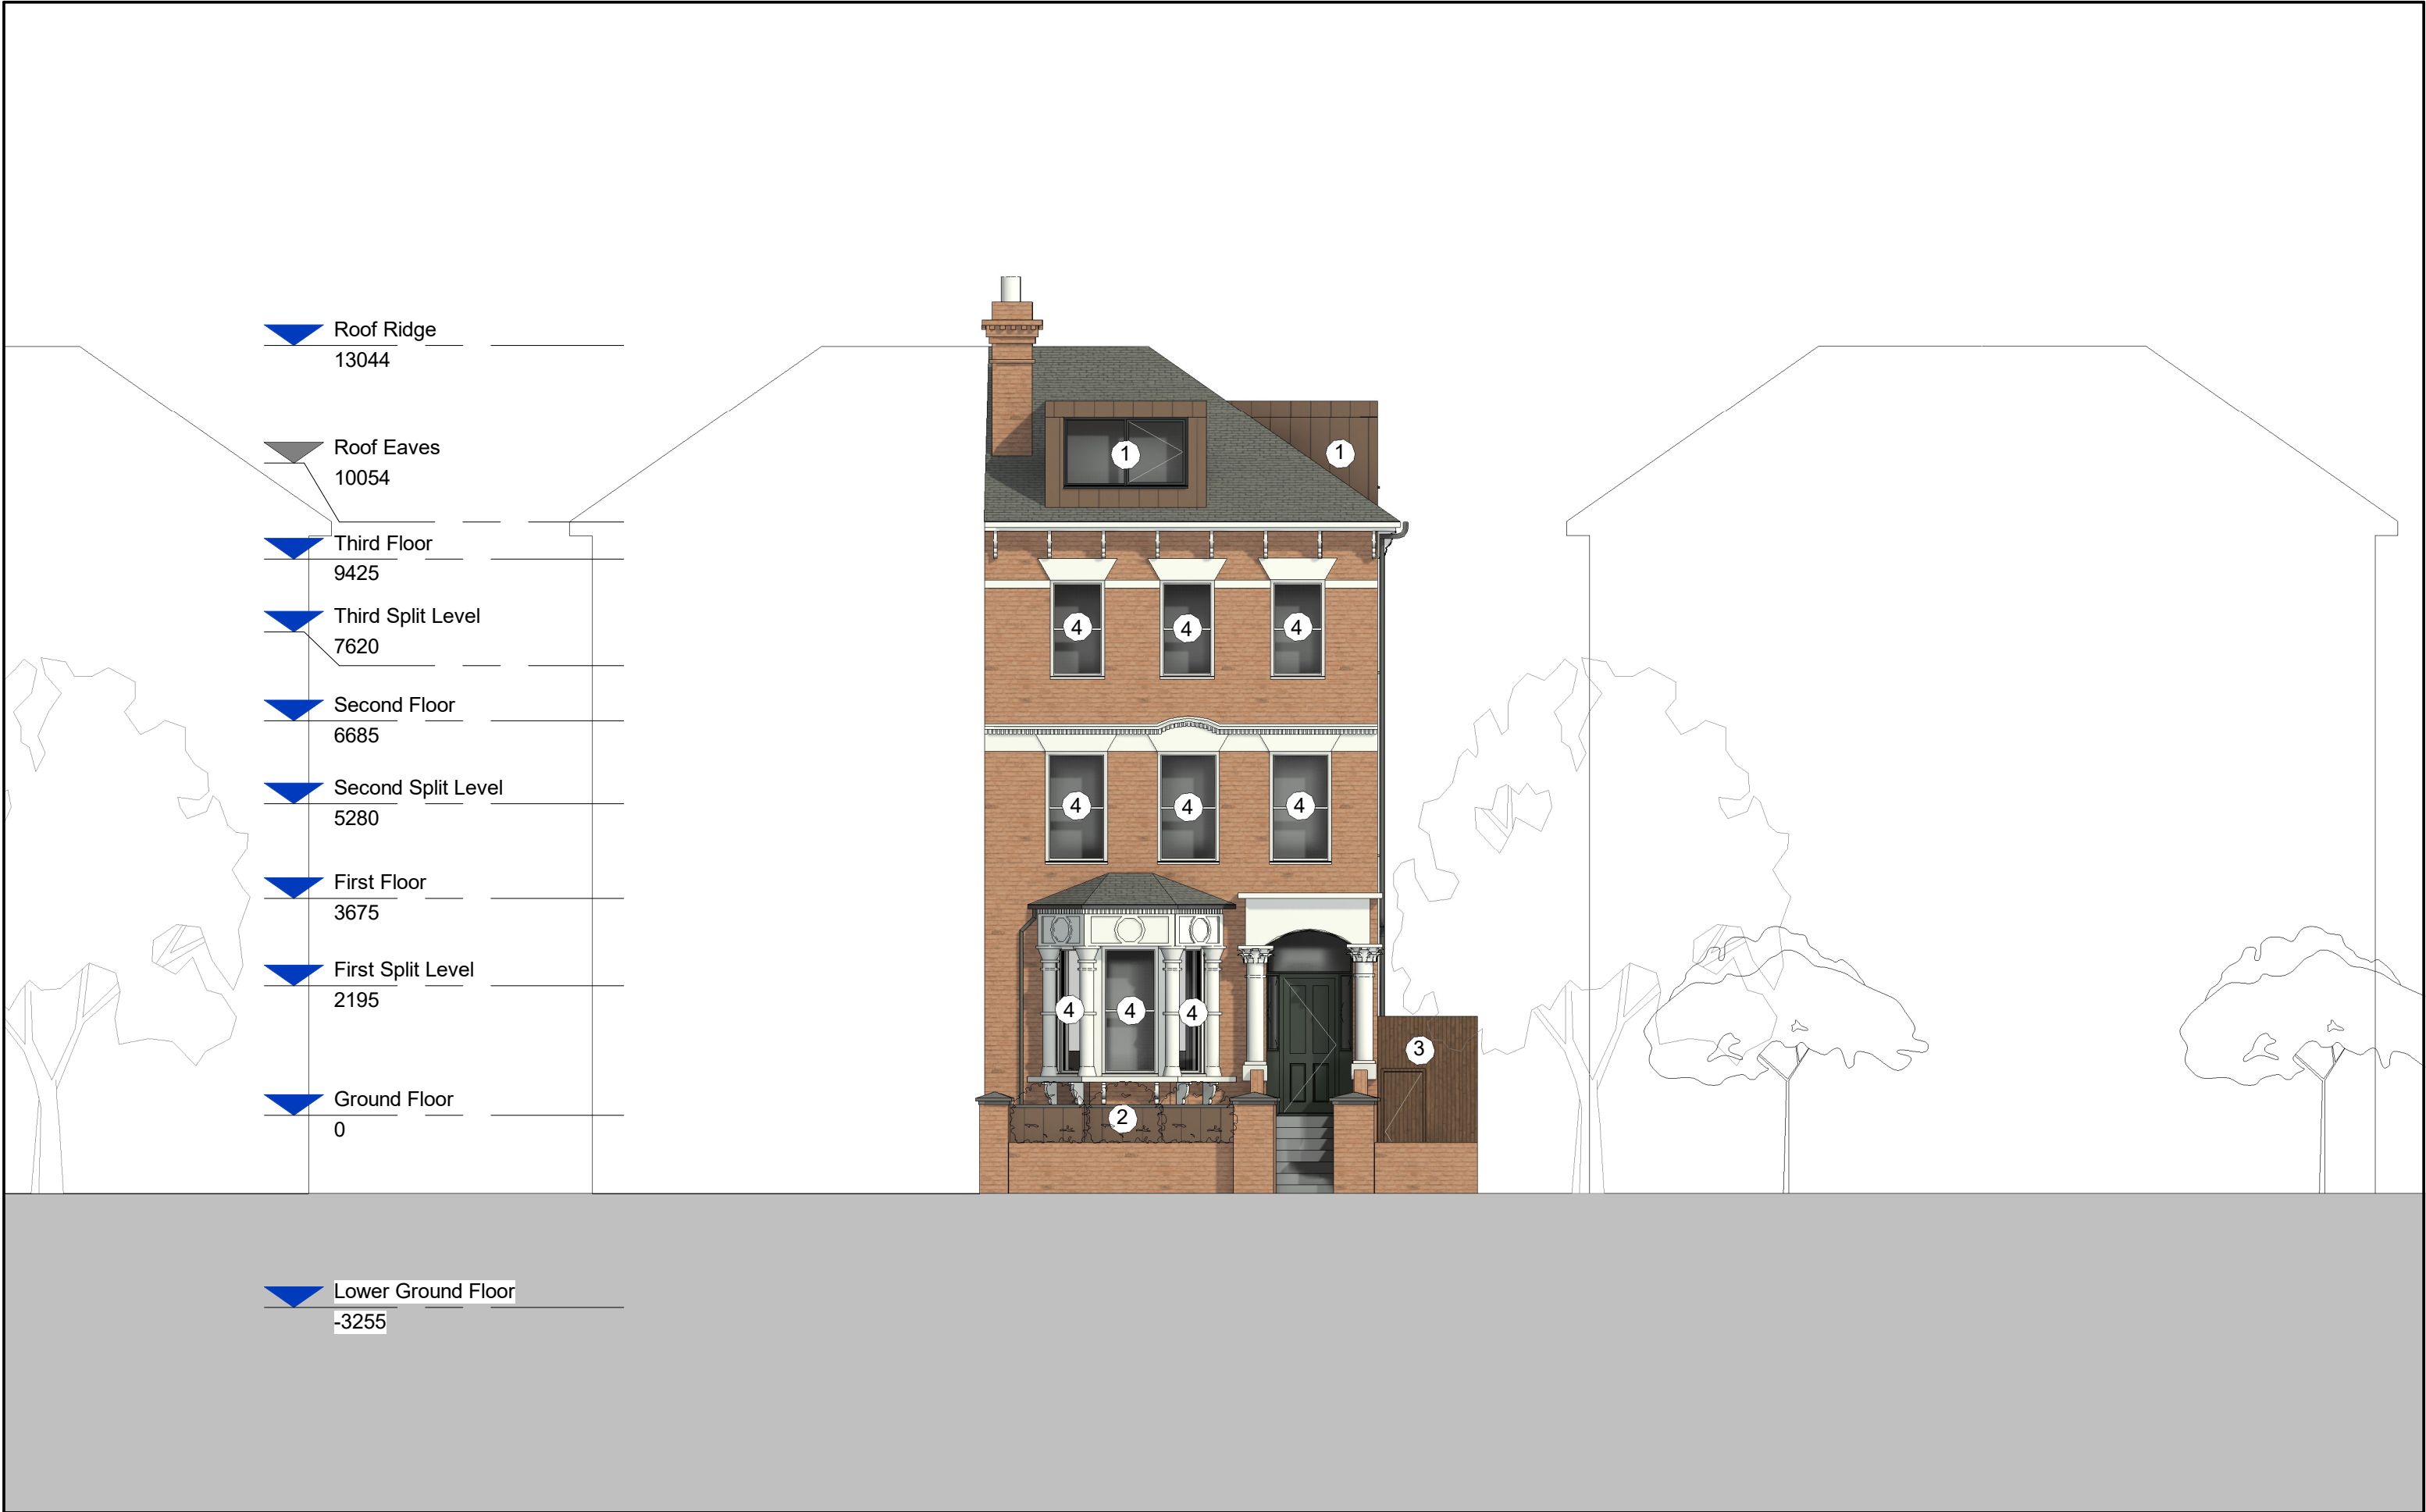 Roof Ridge
13044
Roof Eaves
10054
1
1
Third Floor
9425
Third Split Level
7620
4
4
4
Second Floor
6685
Second Split Level
5280
4
4
4
First Floor
3675
First Split Level
2195
4
4
4
3
Ground Floor
0
2
Lower Ground Floor
-3255